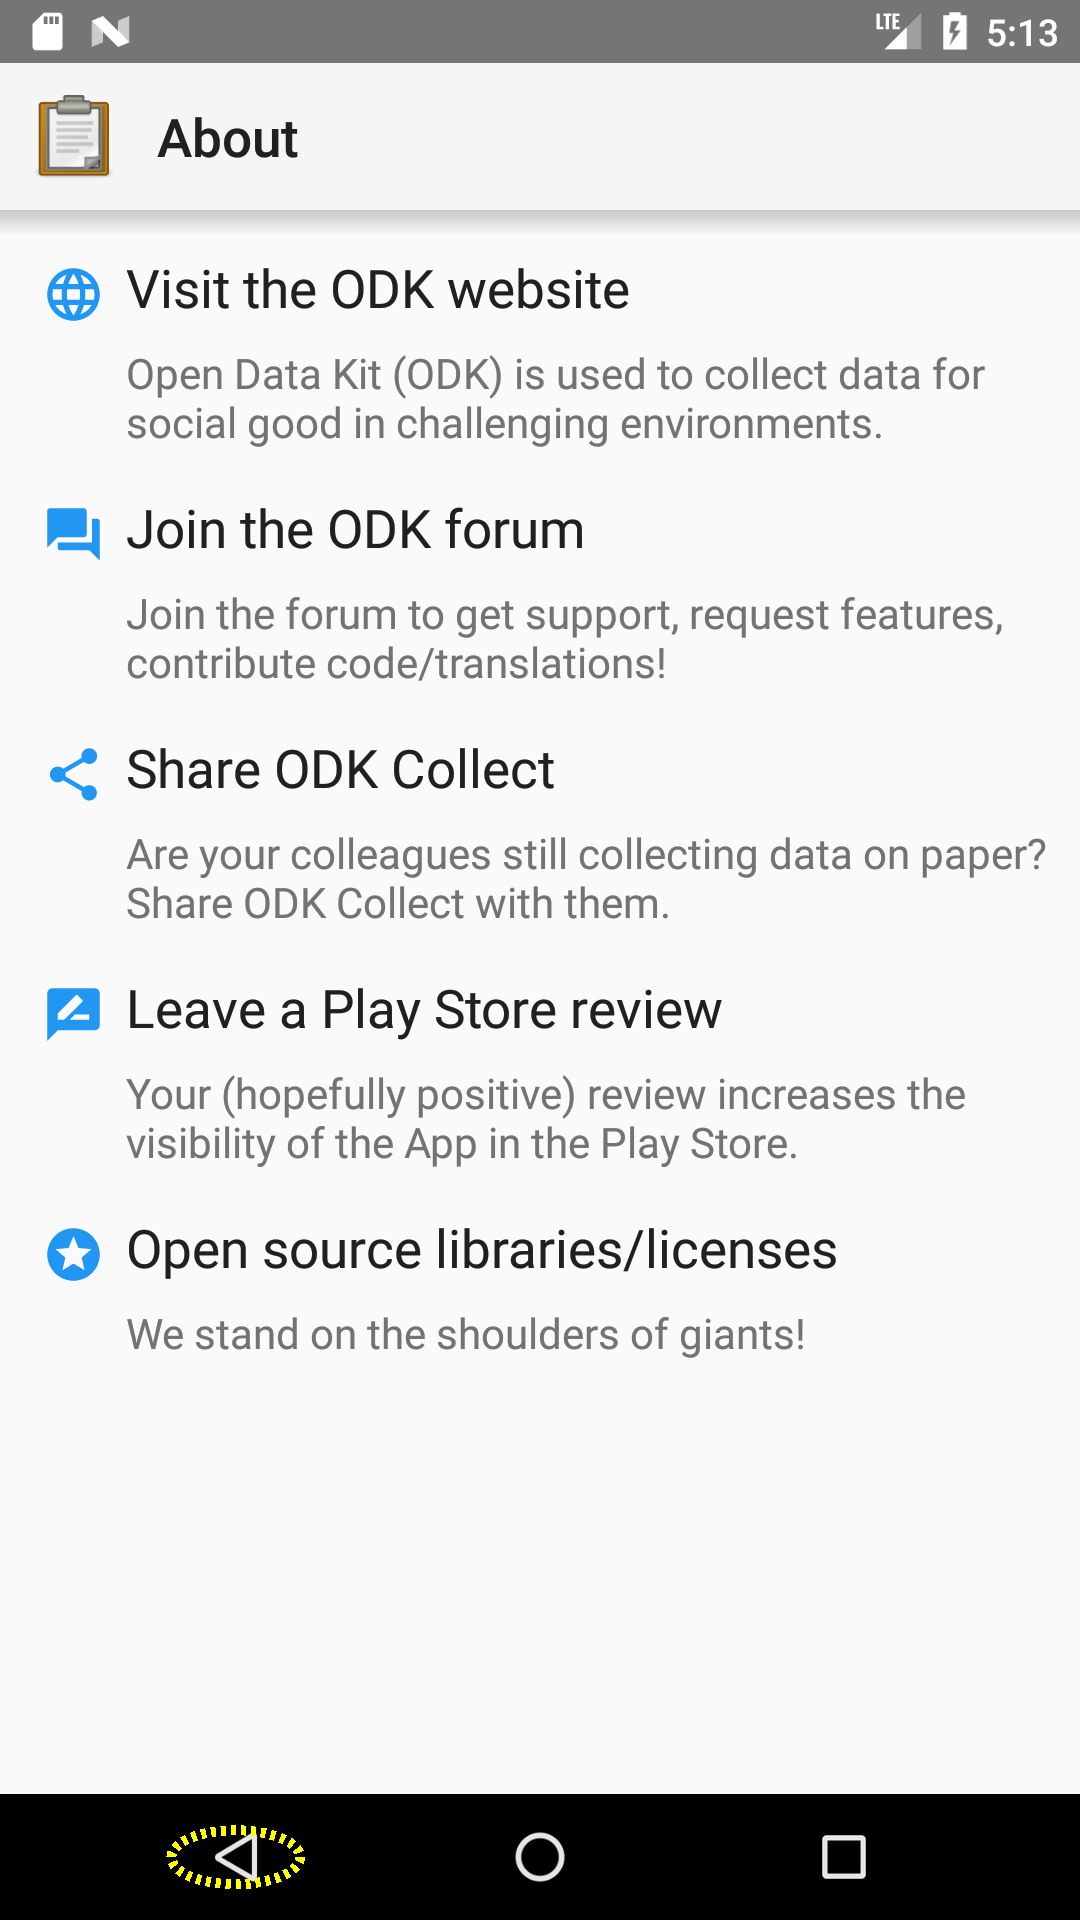 LTE 5:13
About
Visit the ODK website
Open Data Kit (ODK) is used to collect data for
social good in challenging environments.
Join the ODK forum
Join the forum to get support, request features,
contribute code/translations!
Share ODK Collect
Are your colleagues still collecting data on paper?
Share ODK Collect with them.
Leave a Play Store review
Your (hopefully positive) review increases the
visibility of the App in the Play Store.
Open source libraries/licenses
We stand on the shoulders of giants!